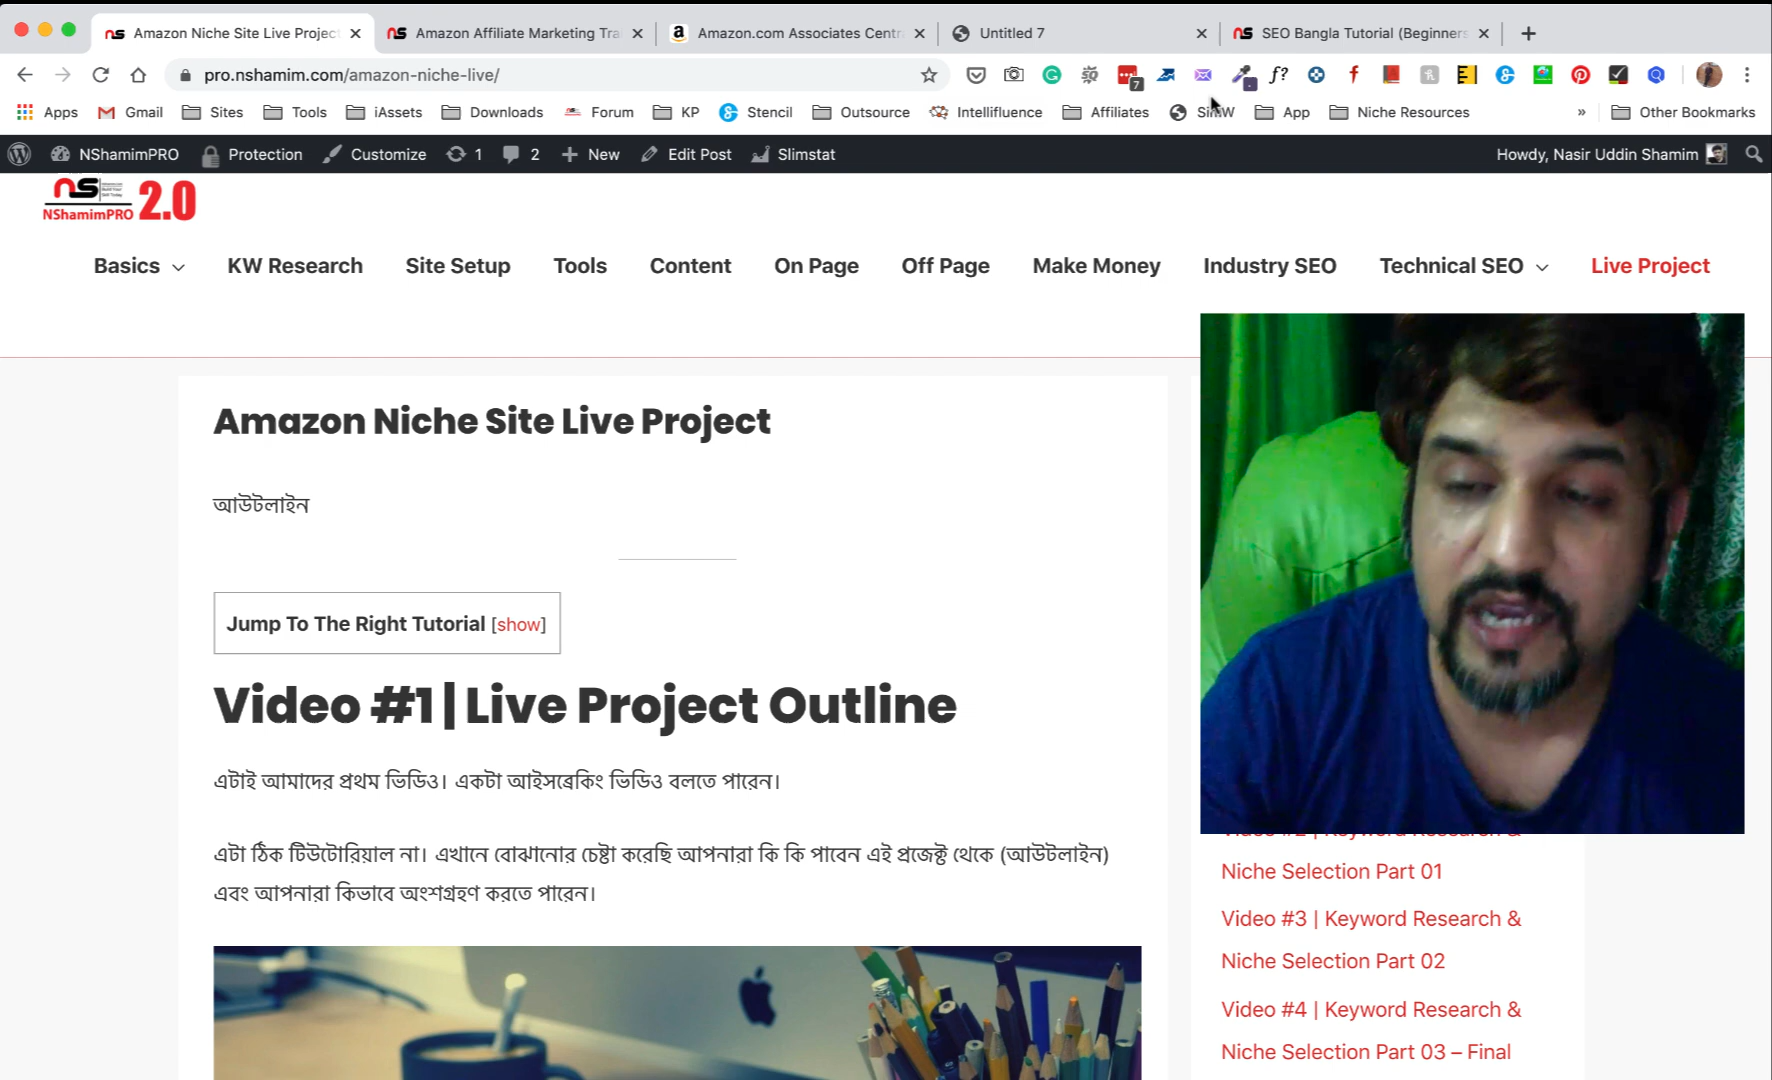 Amazon Niche Site Live Project
Amazon Affiliate Marketing Tra
Amazon.com Associates Centr
Untitled 7
SEO Bangla Tutorial (Beginners
pro.nshamim.com/amazon-niche-live/
7
f?
Apps
Gmail
Sites
Tools
iAssets
Downloads
Forum
KP
Stencil
Outsource
Intellifluence
Affiliates
App
Niche Resources
»
Other Bookmarks
NShamimPRO
Protection
Customize
1
2
New
Edit Post
Slimstat
Howdy, Nasir Uddin Shamim
NShamimPRO 2.0
Basics
KW Research
Site Setup
Tools
Content
On Page
Off Page
Make Money
Industry SEO
Technical SEO
Live Project
Amazon Niche Site Live Project
আউটলাইন
Jump To The Right Tutorial [show]
Video #1 | Live Project Outline
এটাই আমাদের প্রথম ভিডিও। একটা আইসব্রেকিং ভিডিও বলতে পারেন।
এটা ঠিক টিউটোরিয়াল না। এখানে বোঝানোর চেষ্টা করেছি আপনারা কি কি পাবেন এই প্রজেক্ট থেকে (আউটলাইন)
এবং আপনারা কিভাবে অংশগ্রহণ করতে পারেন।
Niche Selection Part 01
Video #3 | Keyword Research &
Niche Selection Part 02
Video #4 | Keyword Research &
Niche Selection Part 03 – Final